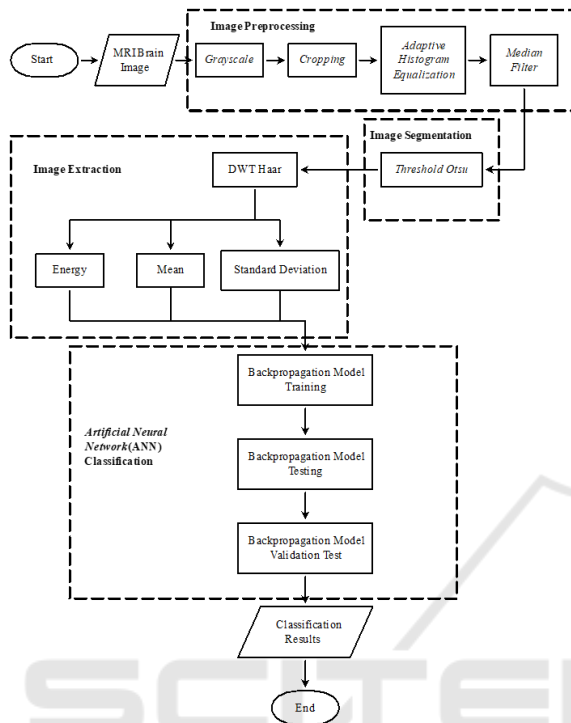 Image Preprocessing
Start
MRI Brain
Image
Grayscale
Cropping
Adaptive
Histogram
Equalization
Median
Filter
Image Segmentation
Threshold Otsu
Image Extraction
DWT Haar
Energy
Mean
Standard Deviation
Artificial Neural
Network(ANN)
Classification
Backpropagation Model
Training
Backpropagation Model
Testing
Backpropagation Model
Validation Test
Classification
Results
End
SCITE